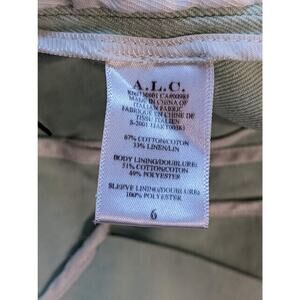 A.L.C.
MADE IN CHINA OF
ITALIAN FABRIC
FABRIQUE EN CHINE DE
TISSU ITALIEN
67% COTTON/COTON
33% LINEN/LIN
BODY LINING/DOUBLURE:
51% COTTON/COTON
49% POLYESTER
SLEEVE LINING/DOUBLURE:
100% POLYESTER
6